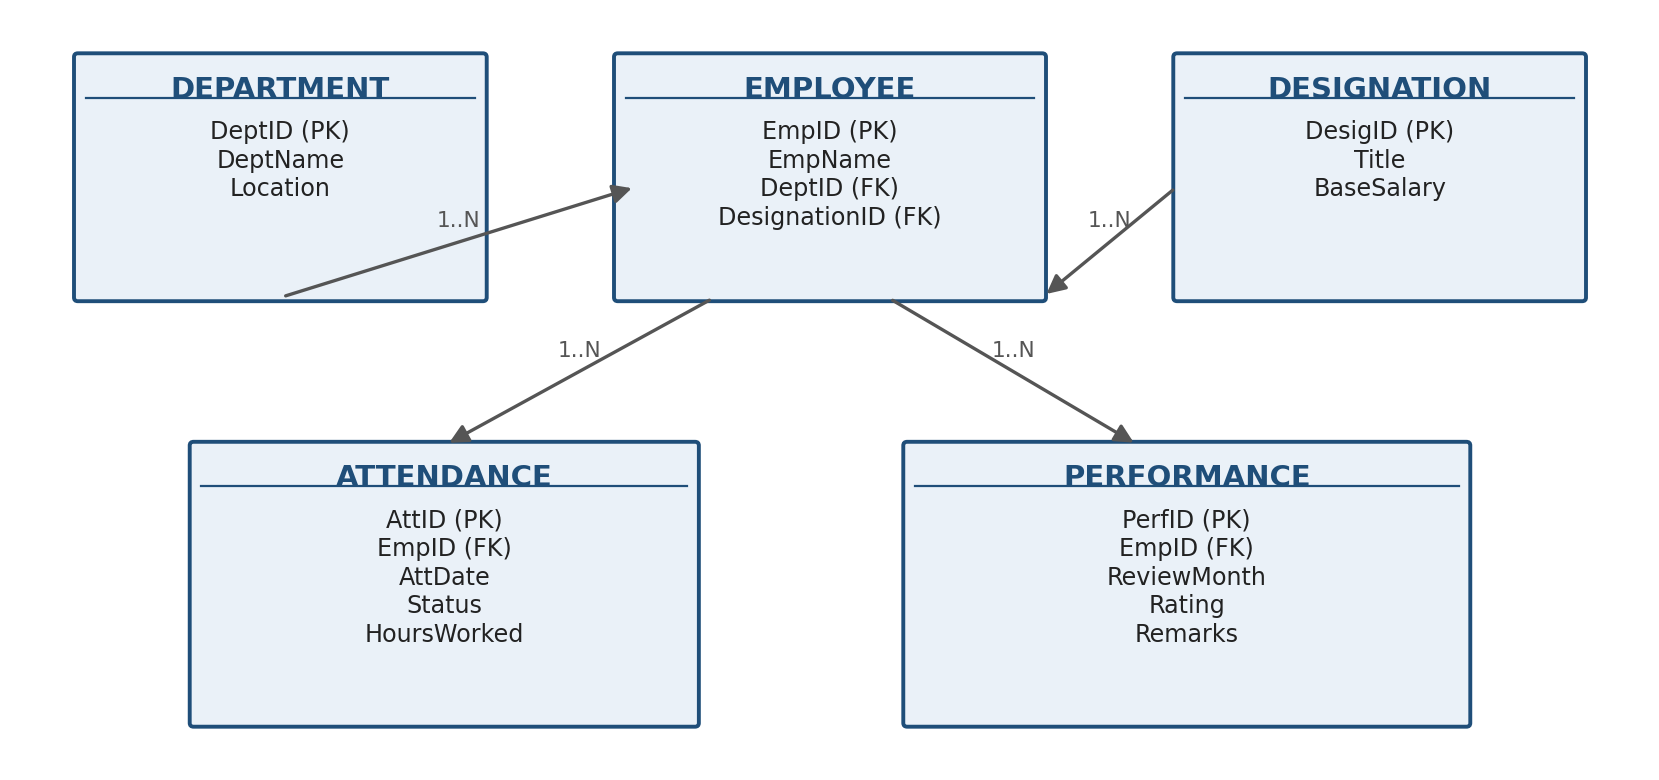 DEPARTMENT
DeptID (PK)
DeptName
Location
1..N
EMPLOYEE
EmpID (PK)
EmpName
DeptID (FK)
DesignationID (FK)
1..N
DESIGNATION
DesigID (PK)
Title
BaseSalary
1..N
1..N
ATTENDANCE
AttID (PK)
EmpID (FK)
AttDate
Status
HoursWorked
PERFORMANCE
PerfID (PK)
EmpID (FK)
ReviewMonth
Rating
Remarks